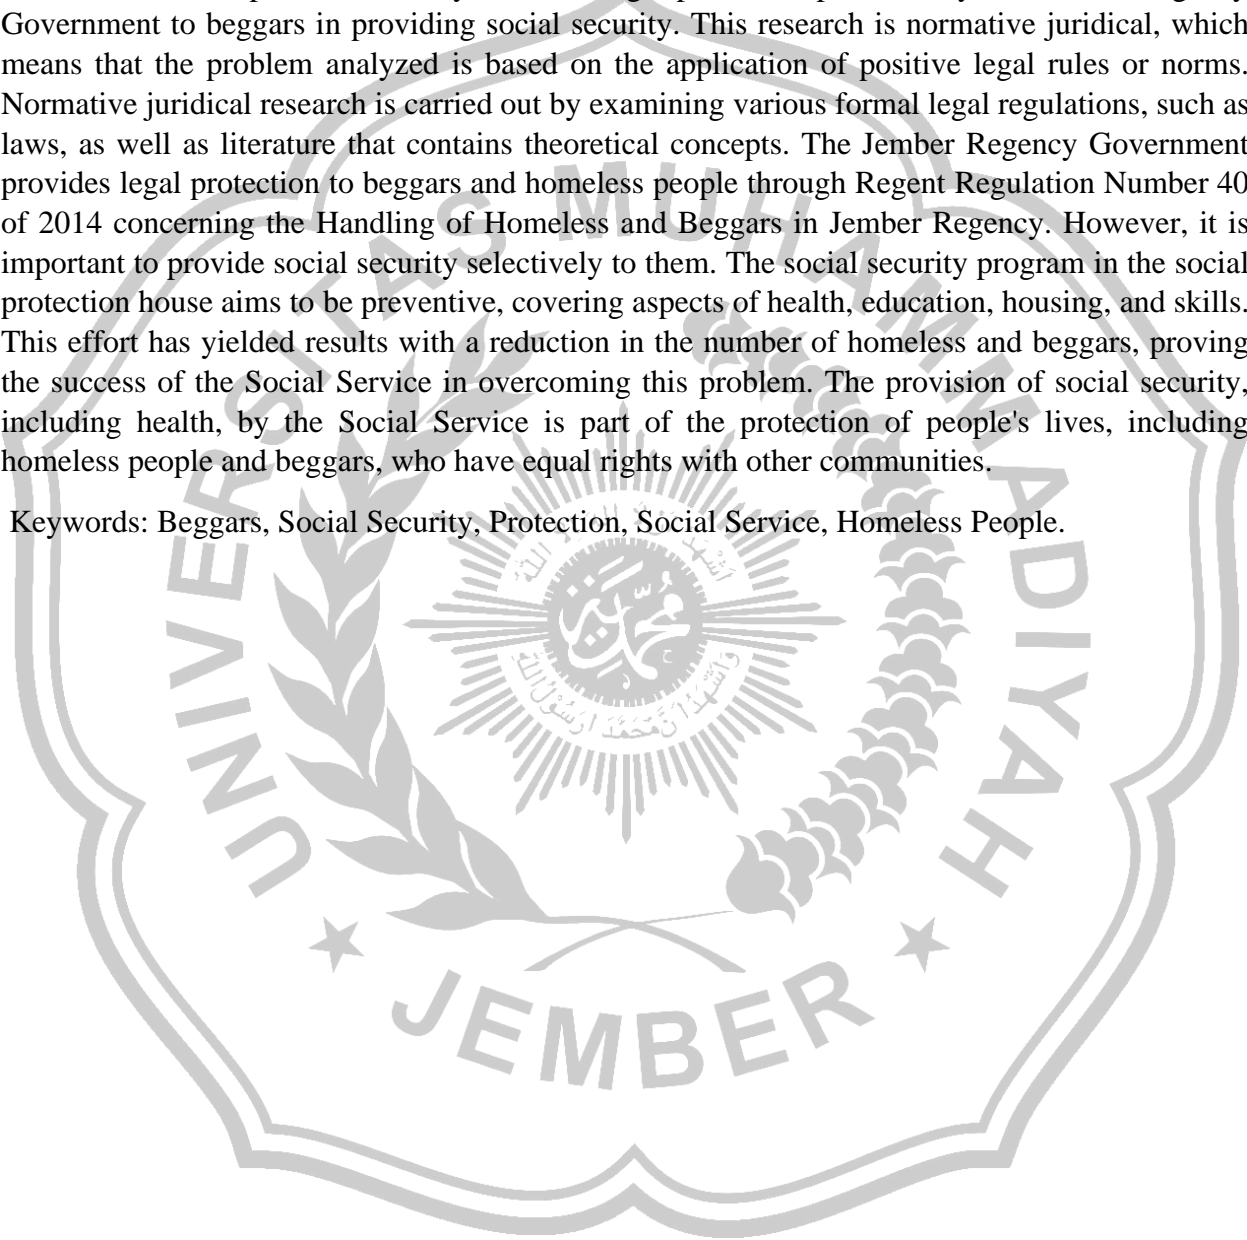 Government to beggars in providing social security. This research is normative juridical, which
means that the problem analyzed is based on the application of positive legal rules or norms.
Normative juridical research is carried out by examining various formal legal regulations, such as
laws, as well as literature that contains theoretical concepts. The Jember Regency Government
provides legal protection to beggars and homeless people through Regent Regulation Number 40
of 2014 concerning the Handling of Homeless and Beggars in Jember Regency. However, it is
important to provide social security selectively to them. The social security program in the social
protection house aims to be preventive, covering aspects of health, education, housing, and skills.
This effort has yielded results with a reduction in the number of homeless and beggars, proving
the success of the Social Service in overcoming this problem. The provision of social security,
including health, by the Social Service is part of the protection of people's lives, including
homeless people and beggars, who have equal rights with other communities.
Keywords: Beggars, Social Security, Protection, Social Service, Homeless People.
UNIVERSITAS MUHAMMADIYAH
JEMBER